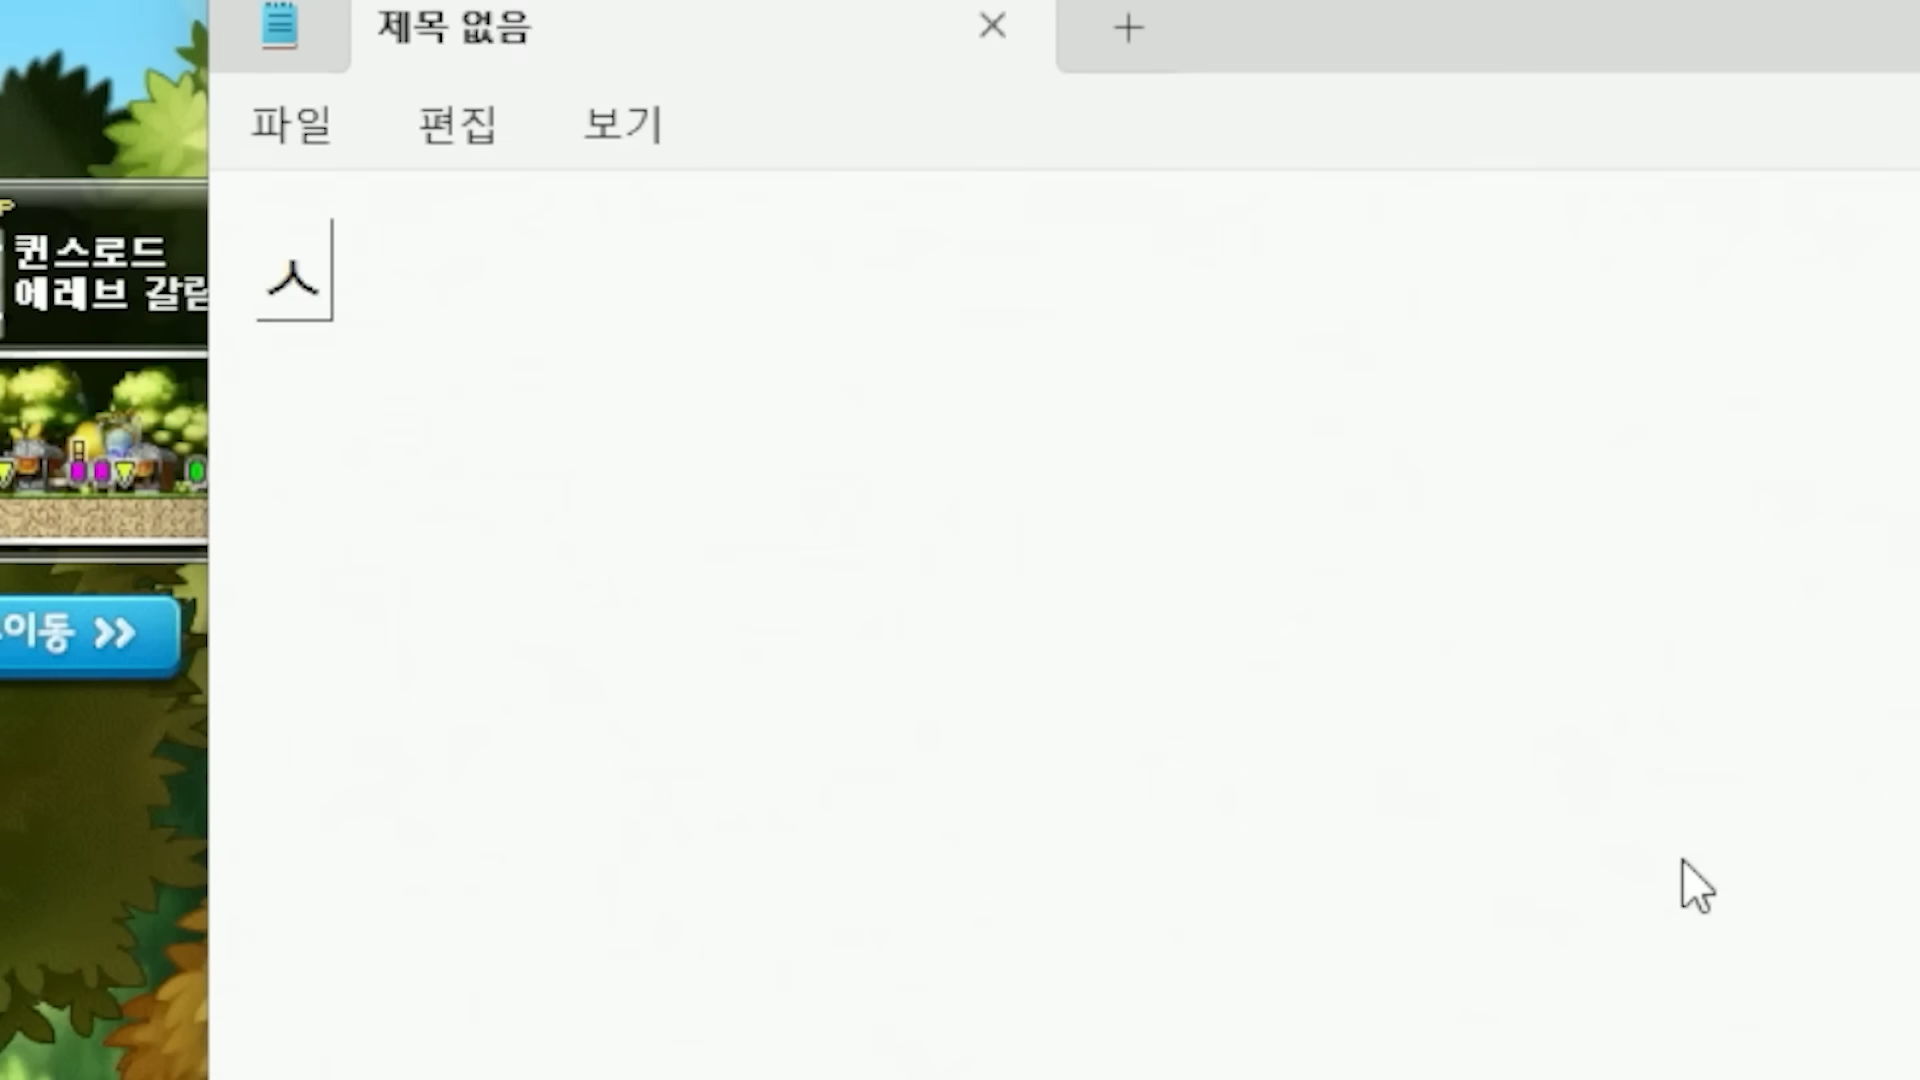 제목 없음
파일 편집 보기
ㅅ
퀸스로드
에레브 갈림
이동